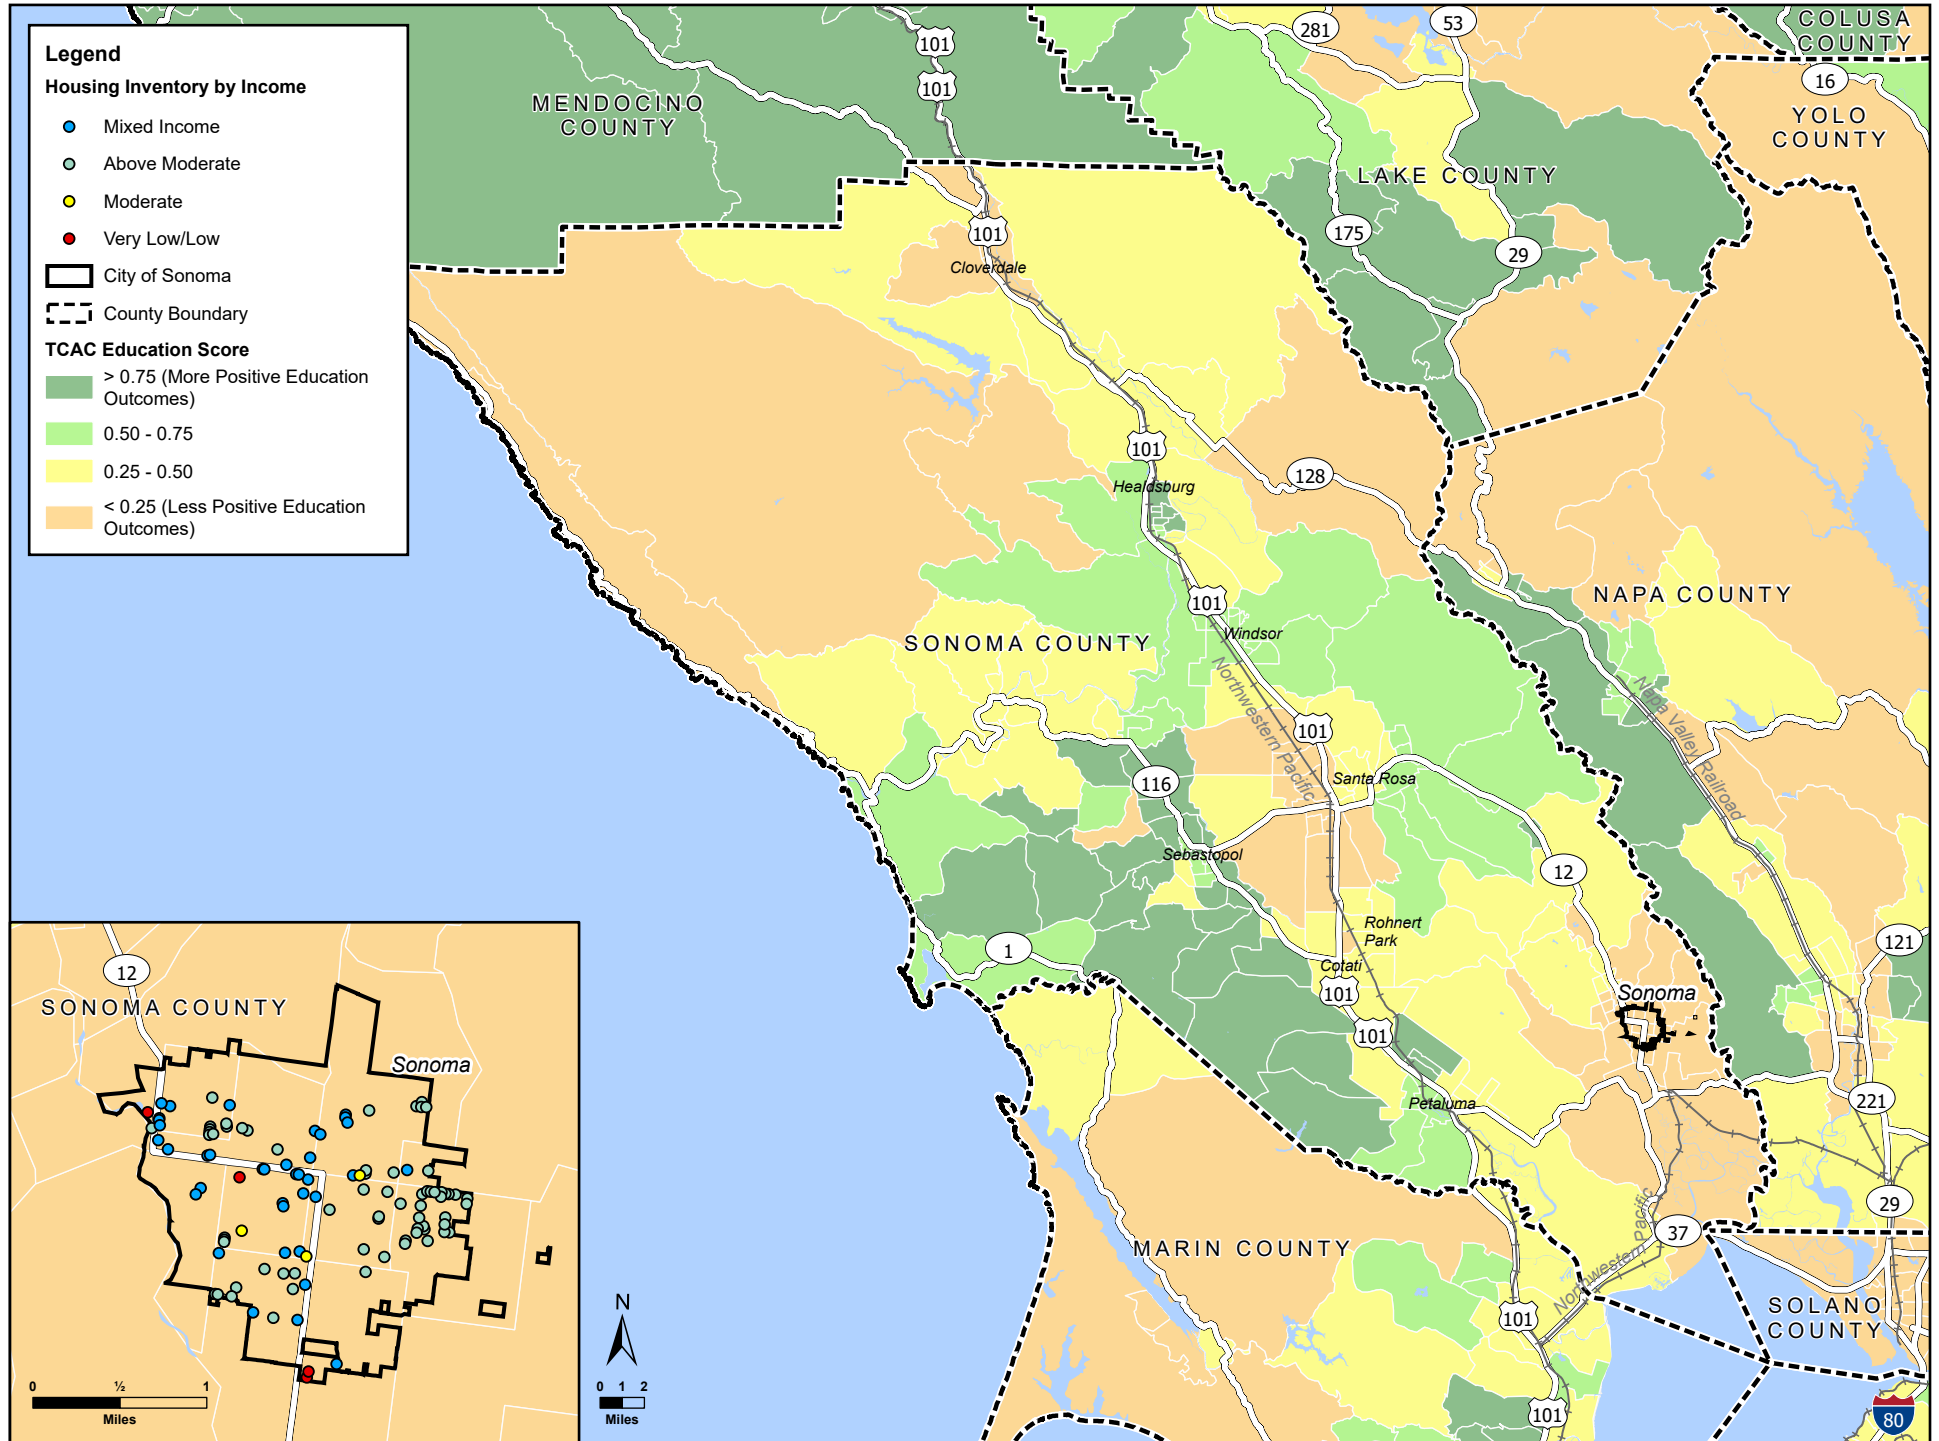 Legend
Housing Inventory by Income
Mixed Income
Above Moderate
Moderate
Very Low/Low
City of Sonoma
County Boundary
TCAC Education Score
> 0.75 (More Positive Education
Outcomes)
0.50 - 0.75
0.25 - 0.50
< 0.25 (Less Positive Education
Outcomes)
101
101
281
53
COLUSA
COUNTY
16
YOLO
COUNTY
MENDOCINO
COUNTY
LAKE COUNTY
175
29
101
Cloverdale
101
128
Healdsburg
NAPA COUNTY
101
Windsor
SONOMA COUNTY
Northwestern Pacific
Napa Valley Railroad
101
116
Santa Rosa
Sebastopol
12
Rohnert
Park
121
1
Cotati
101
Sonoma
101
Petaluma
221
29
Northwestern Pacific
37
MARIN COUNTY
101
SOLANO
COUNTY
101
80
12
SONOMA COUNTY
Sonoma
0 ½ 1
Miles
N
0 1 2
Miles